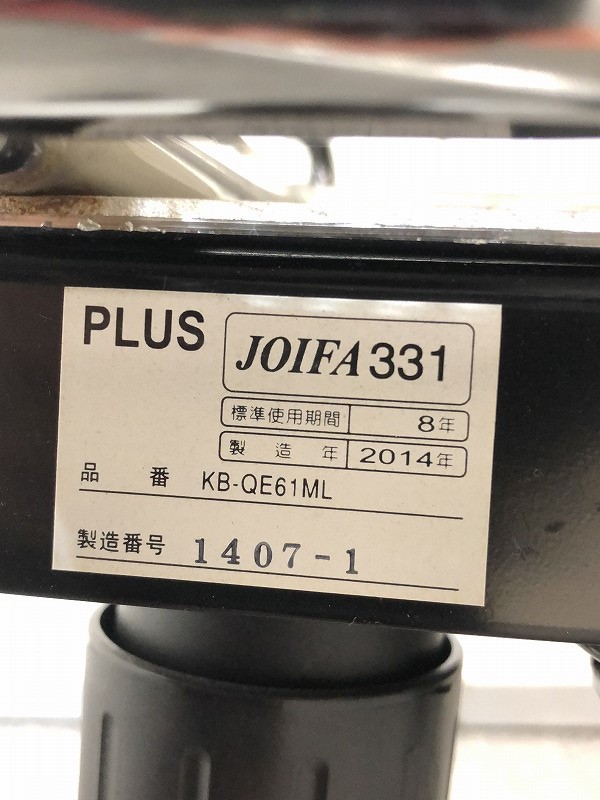 PLUS
JOIFA 331
標準使用期間 8年
製造年 2014年
品番 KB-QE61ML
製造番号 1407-1